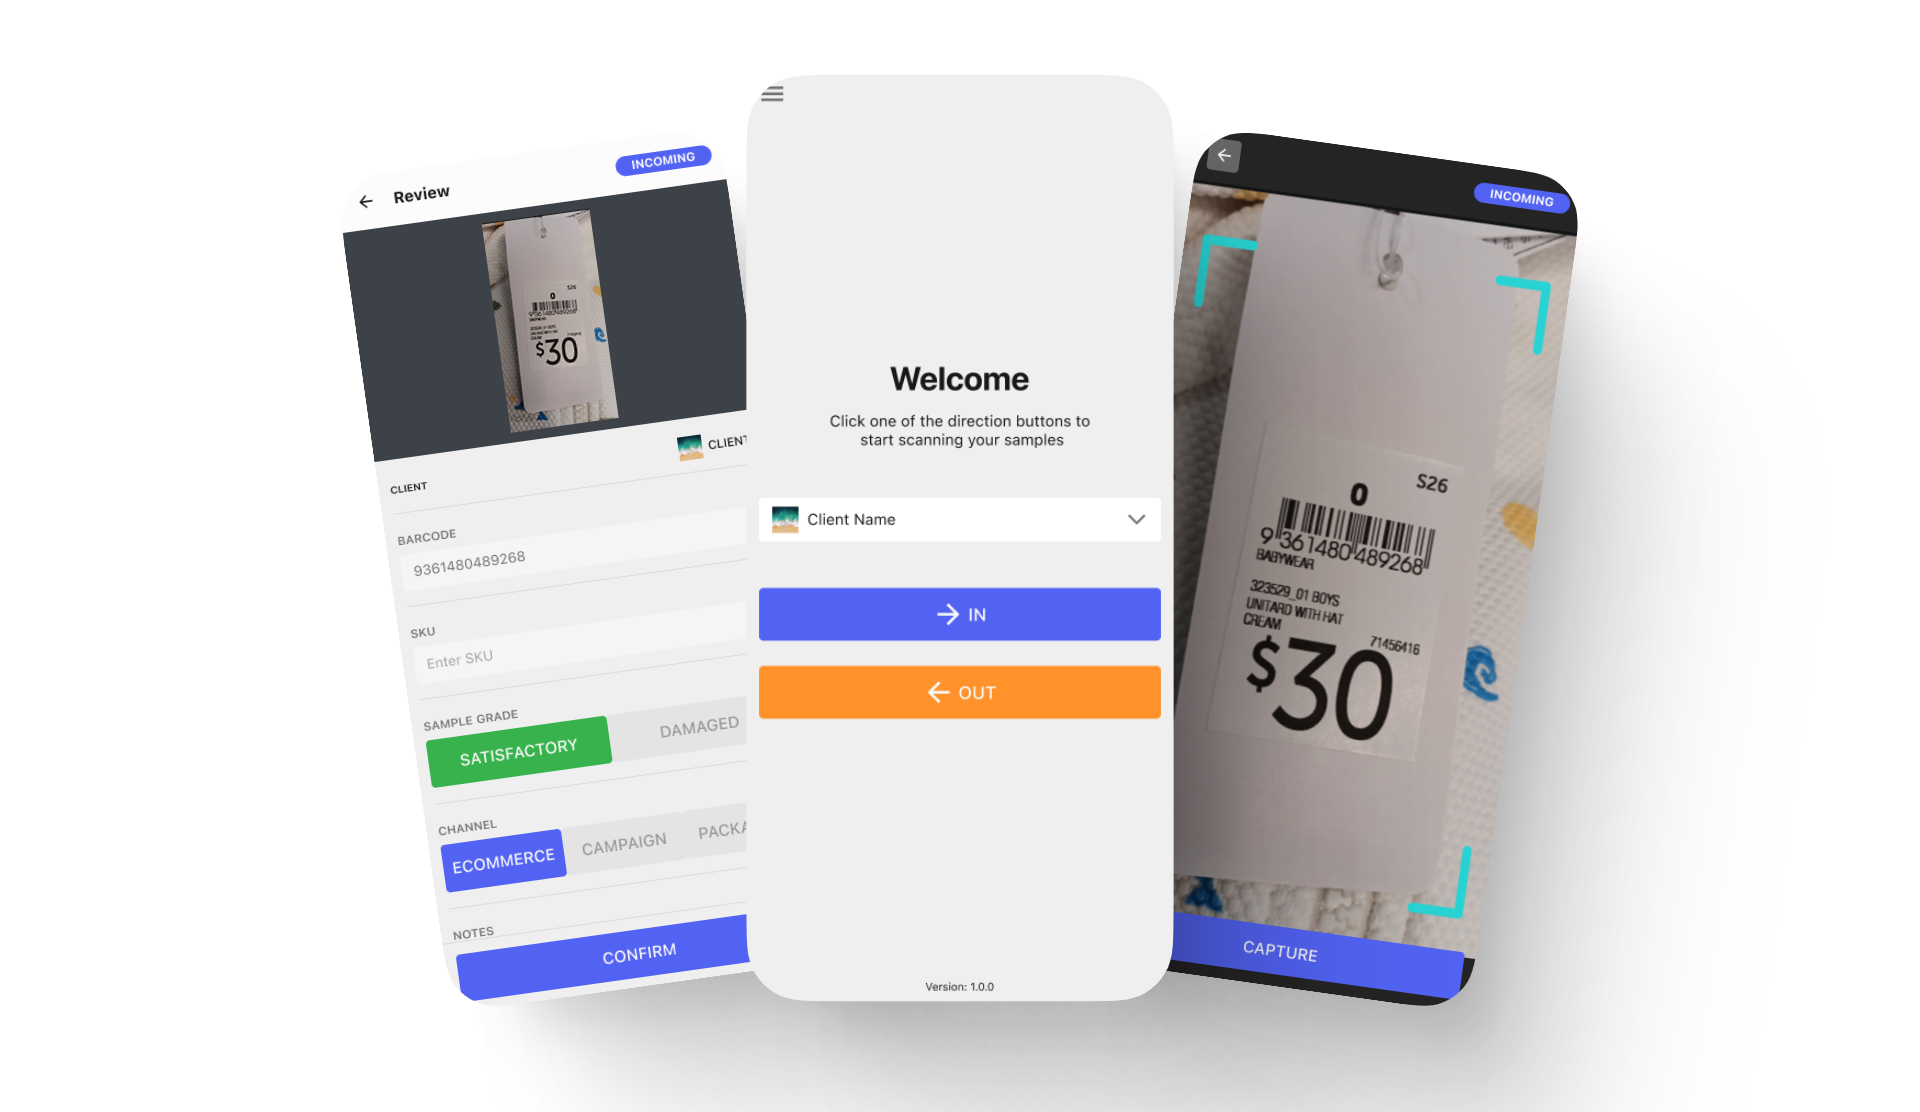 Review
INCOMING
0
S26
9361480489268
$30
CLIENT
CLIENT
BARCODE
9361480489268
SKU
Enter SKU
SAMPLE GRADE
SATISFACTORY
DAMAGED
CHANNEL
ECOMMERCE
CAMPAIGN
PACKA
NOTES
CONFIRM
Welcome
Click one of the direction buttons to
start scanning your samples
Client Name
IN
OUT
Version: 1.0.0
INCOMING
S26
0
9 361480 489268
BABYWEAR
323529_01 BOYS
UNITARD WITH HAT
CREAM
71456416
$30
CAPTURE